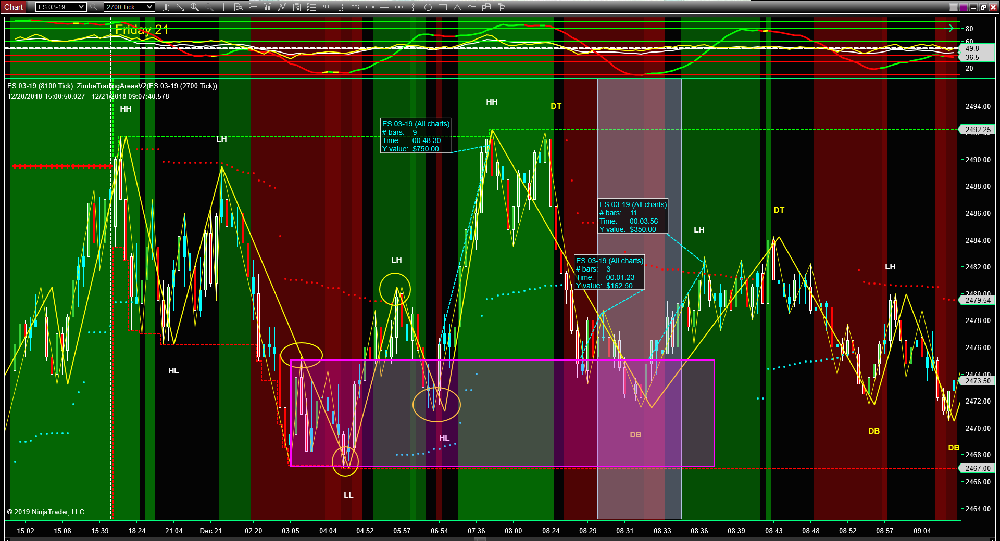 Chart ES 03-19 2700 Tick
Friday 21
80
60
49.8
36.5
20
ES 03-19 (8100 Tick), ZimbaTradingAreasV2(ES 03-19 (2700 Tick))
12/20/2018 15:00:50.027 - 12/21/2018 09:07:40.578
HH
HH
DT
2494.00
ES 03-19 (All charts)
# bars: 9
Time: 00:48:30
Y value: $750.00
2492.25
LH
2490.00
2488.00
ES 03-19 (All charts)
# bars: 11
Time: 00:03:56
Y value: $350.00
DT
2486.00
LH
2484.00
LH
ES 03-19 (All charts)
# bars: 3
Time: 00:01:23
Y value: $162.50
LH
2482.00
2479.54
2478.00
2476.00
HL
2474.00
2473.50
2472.00
2470.00
HL
DB
DB
DB
2468.00
2467.00
2466.00
LL
2464.00
© 2019 NinjaTrader, LLC
15:02 15:08 15:39 18:24 21:04 Dec 21 02:20 03:05 04:04 04:52 05:57 06:54 07:36 08:00 08:24 08:29 08:31 08:33 08:36 08:39 08:43 08:48 08:52 08:57 09:04